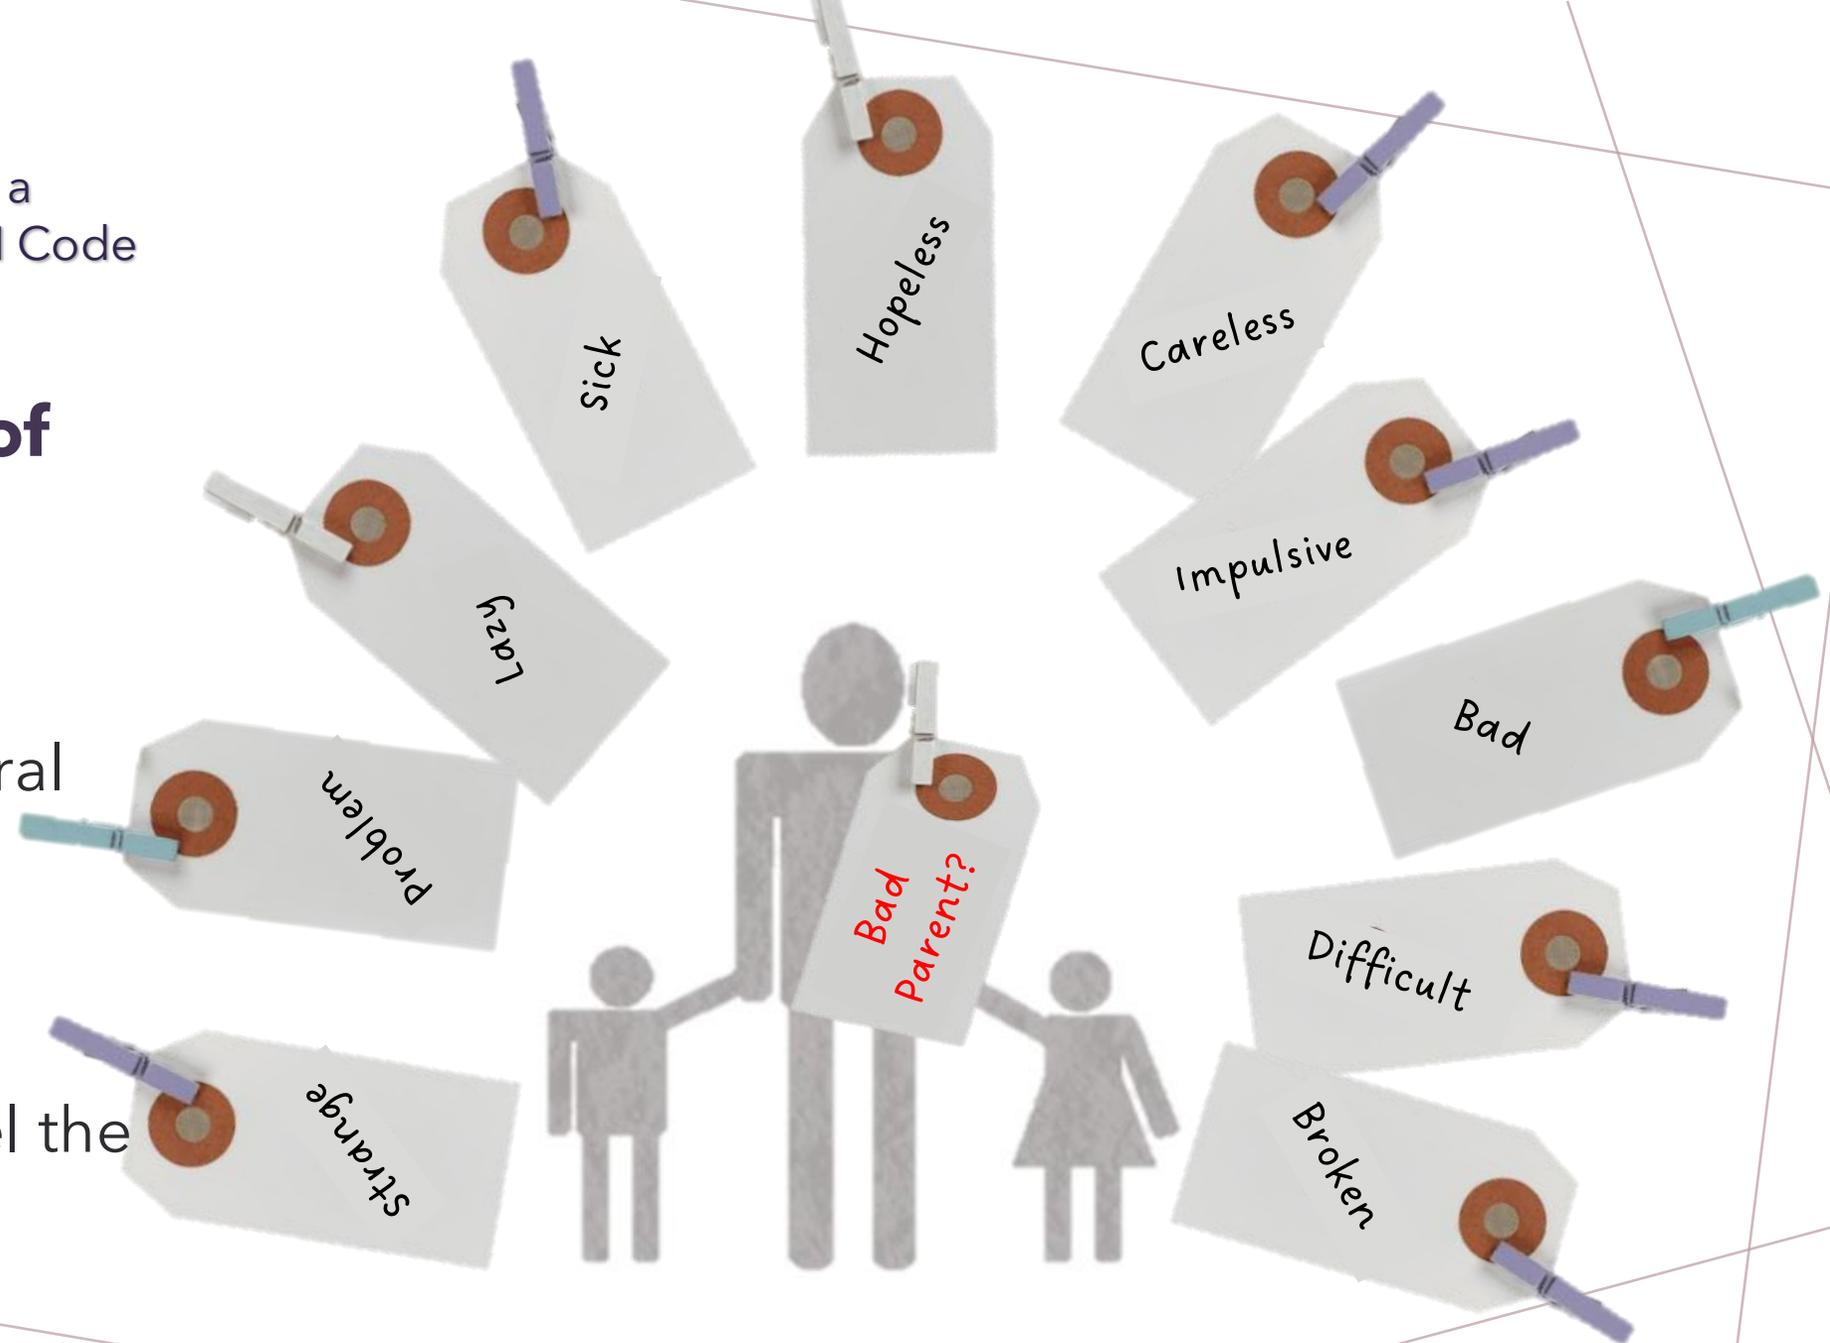 a
Code
of
ral
the
Sick
Hopeless
Careless
Impulsive
Lazy
Bad
Problem
Bad
Parent?
Difficult
Strange
Broken